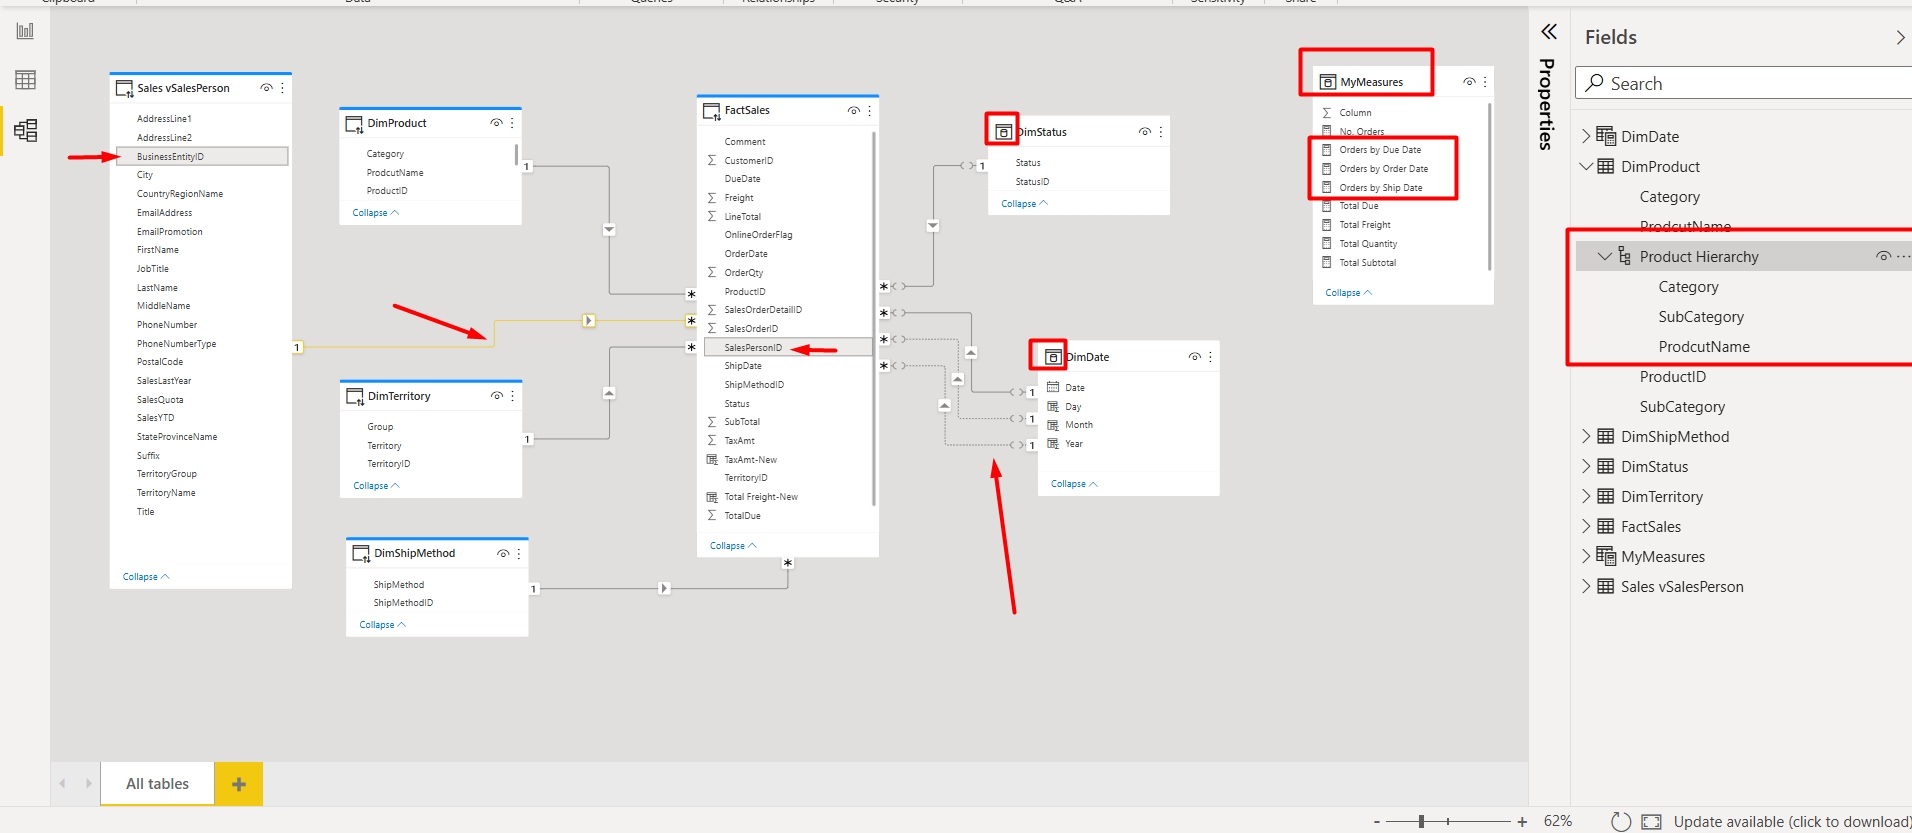 Clipboard
Data
Queries
Relationships
Security
Q&A
Sensitivity
Share
Sales vSalesPerson
AddressLine1
AddressLine2
BusinessEntityID
City
CountryRegionName
EmailAddress
EmailPromotion
FirstName
JobTitle
LastName
MiddleName
PhoneNumber
PhoneNumberType
PostalCode
SalesLastYear
SalesQuota
SalesYTD
StateProvinceName
Suffix
TerritoryGroup
TerritoryName
Title
Collapse
1
DimProduct
Category
ProdcutName
ProductID
Collapse
1
DimTerritory
Group
Territory
TerritoryID
Collapse
1
DimShipMethod
ShipMethod
ShipMethodID
Collapse
1
FactSales
Comment
CustomerID
DueDate
Freight
LineTotal
OnlineOrderFlag
OrderDate
OrderQty
ProductID
SalesOrderDetailID
SalesOrderID
SalesPersonID
ShipDate
ShipMethodID
Status
SubTotal
TaxAmt
TaxAmt-New
TerritoryID
Total Freight-New
TotalDue
Collapse
DimStatus
Status
StatusID
Collapse
1
DimDate
Date
Day
Month
Year
Collapse
1
1
1
MyMeasures
Column
No. Orders
Orders by Due Date
Orders by Order Date
Orders by Ship Date
Total Due
Total Freight
Total Quantity
Total Subtotal
Collapse
Properties
Fields
Search
DimDate
DimProduct
Category
ProdcutName
Product Hierarchy
Category
SubCategory
ProdcutName
ProductID
SubCategory
DimShipMethod
DimStatus
DimTerritory
FactSales
MyMeasures
Sales vSalesPerson
All tables
+
- + 62%
Update available (click to download)